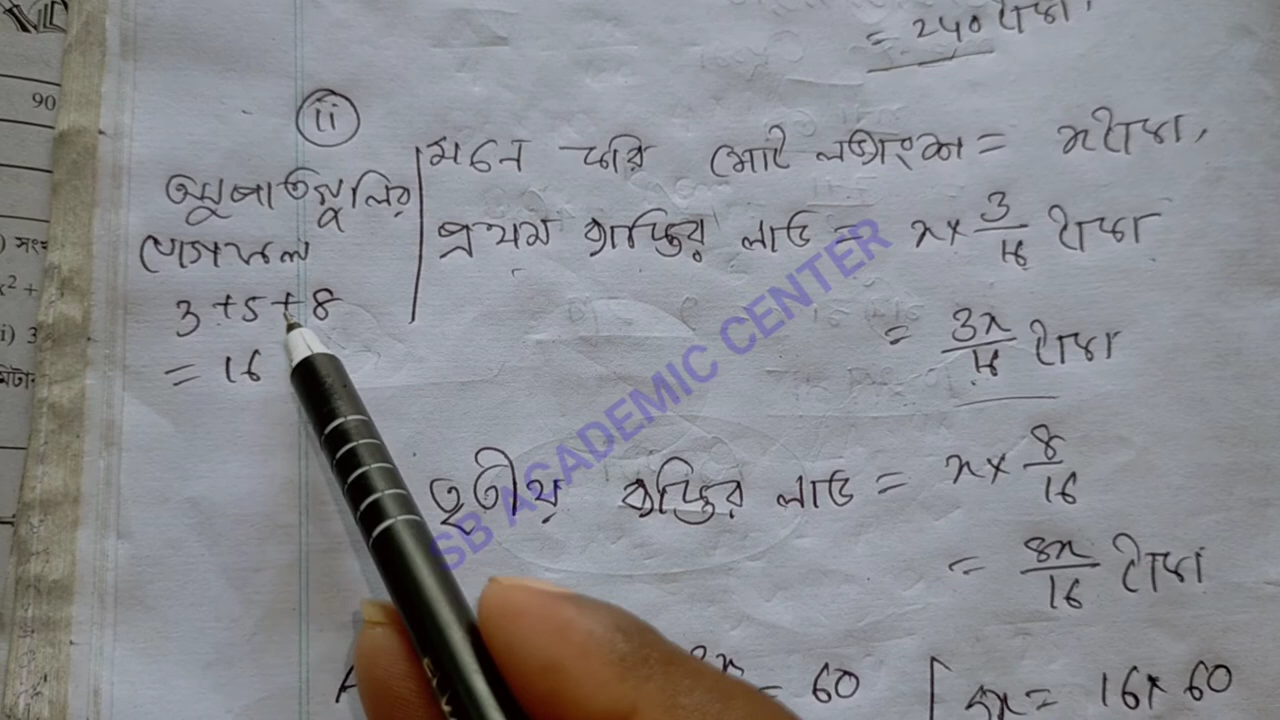 = 240 টাকা,
90
ii
মনে করি মোট লভ্যাংশ = x টাকা,
অনুপাতগুলির
যোগফল
3 + 5 + 8
= 16
প্রথম ব্যক্তির লাভ = x × 3/16 টাকা
= 3x/16 টাকা
তৃতীয় ব্যক্তির লাভ = x × 8/16
= 8x/16 টাকা
= 60
5x = 16 × 60
SB ACADEMIC CENTER